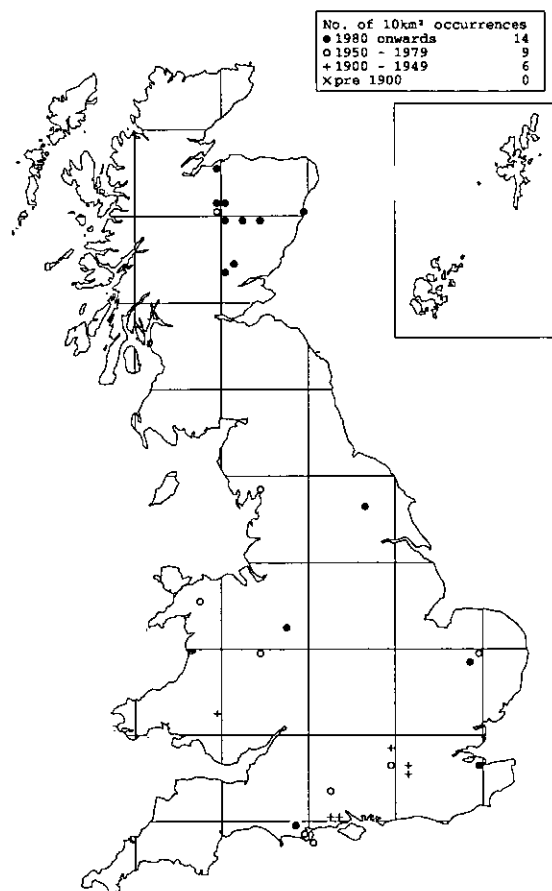 No. of 10km² occurrences
● 1980 onwards 14
o 1950 - 1979 9
+ 1900 - 1949 6
x pre 1900 0